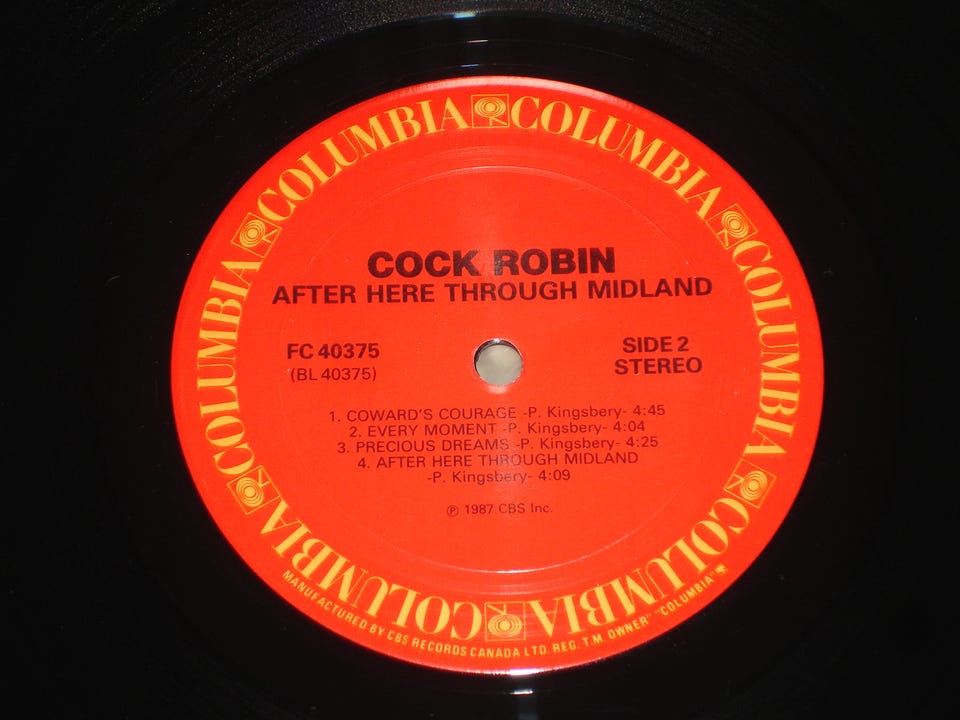 COCK ROBIN
AFTER HERE THROUGH MIDLAND
FC 40375
(BL 40375)
SIDE 2
STEREO
1. COWARD'S COURAGE -P. Kingsbery- 4:45
2. EVERY MOMENT -P. Kingsbery- 4:04
3. PRECIOUS DREAMS -P. Kingsbery- 4:25
4. AFTER HERE THROUGH MIDLAND
-P. Kingsbery- 4:09
℗ 1987 CBS Inc.
COLUMBIA COLUMBIA COLUMBIA COLUMBIA COLUMBIA COLUMBIA COLUMBIA COLUMBIA
MANUFACTURED BY CBS RECORDS CANADA LTD. REG. T.M. OWNER" "COLUMBIA"